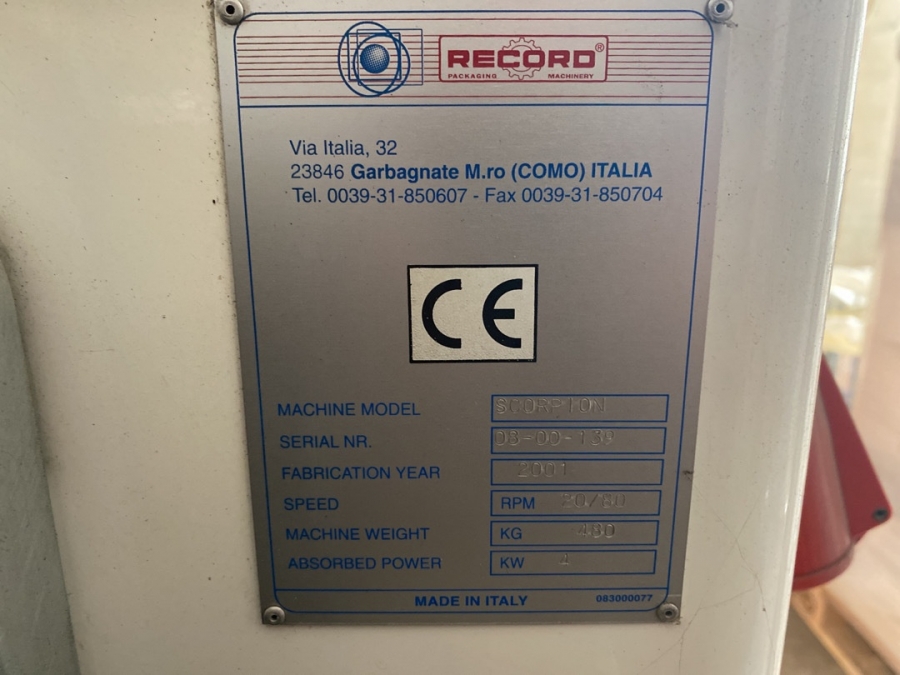 RECORD®
PACKAGING MACHINERY
Via Italia, 32
23846 Garbagnate M.ro (COMO) ITALIA
Tel. 0039-31-850607 - Fax 0039-31-850704
CE
MACHINE MODEL SCORPION
SERIAL NR.
FABRICATION YEAR 2001
SPEED RPM
MACHINE WEIGHT KG
ABSORBED POWER KW 1
MADE IN ITALY 083000077